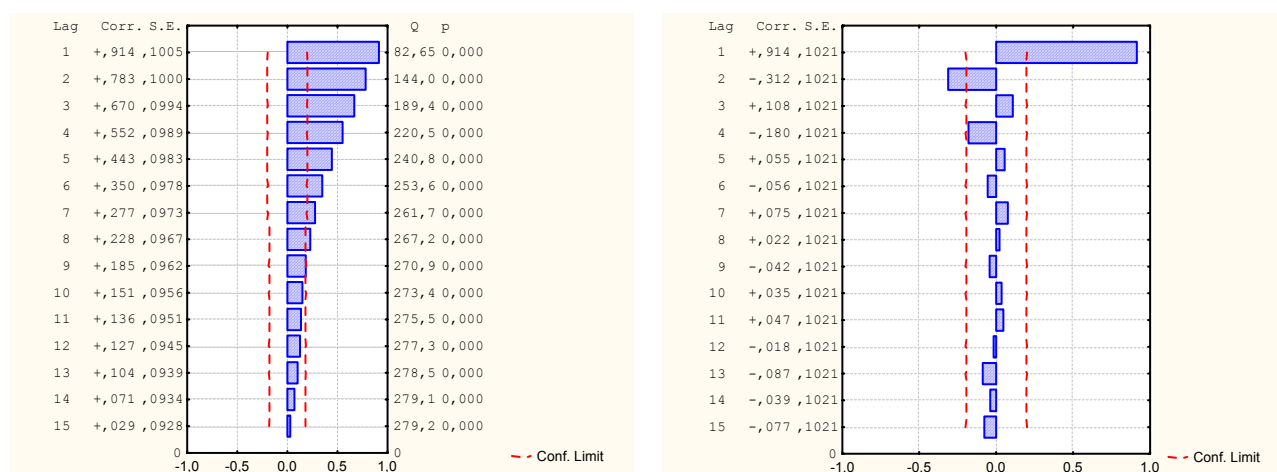 Lag Corr. S.E. Q p
1 +,914 ,1005 82,65 0,000
2 +,783 ,1000 144,0 0,000
3 +,670 ,0994 189,4 0,000
4 +,552 ,0989 220,5 0,000
5 +,443 ,0983 240,8 0,000
6 +,350 ,0978 253,6 0,000
7 +,277 ,0973 261,7 0,000
8 +,228 ,0967 267,2 0,000
9 +,185 ,0962 270,9 0,000
10 +,151 ,0956 273,4 0,000
11 +,136 ,0951 275,5 0,000
12 +,127 ,0945 277,3 0,000
13 +,104 ,0939 278,5 0,000
14 +,071 ,0934 279,1 0,000
15 +,029 ,0928 279,2 0,000
0 0
-1.0 -0.5 0.0 0.5 1.0
Conf. Limit
Lag Corr. S.E.
1 +,914 ,1021
2 -,312 ,1021
3 +,108 ,1021
4 -,180 ,1021
5 +,055 ,1021
6 -,056 ,1021
7 +,075 ,1021
8 +,022 ,1021
9 -,042 ,1021
10 +,035 ,1021
11 +,047 ,1021
12 -,018 ,1021
13 -,087 ,1021
14 -,039 ,1021
15 -,077 ,1021
0 0
-1.0 -0.5 0.0 0.5 1.0
Conf. Limit